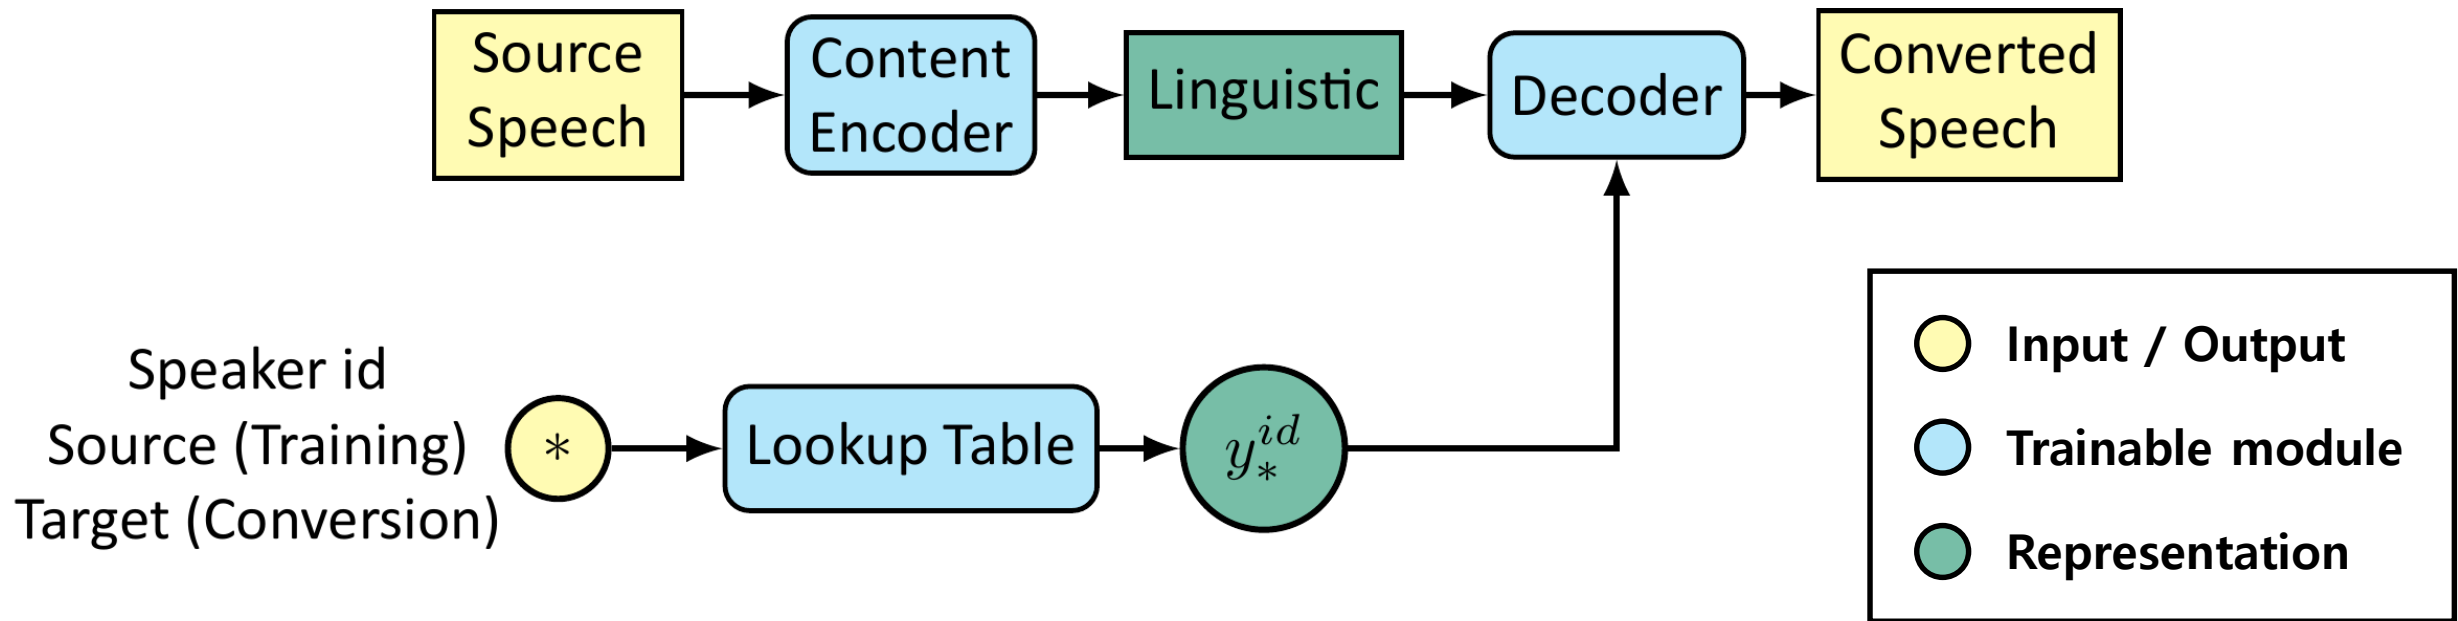 Source
Speech
Content
Encoder
Linguistic
Decoder
Converted
Speech
Speaker id
Source (Training)
Target (Conversion)
*
Lookup Table
y_*^{id}
Input / Output
Trainable module
Representation